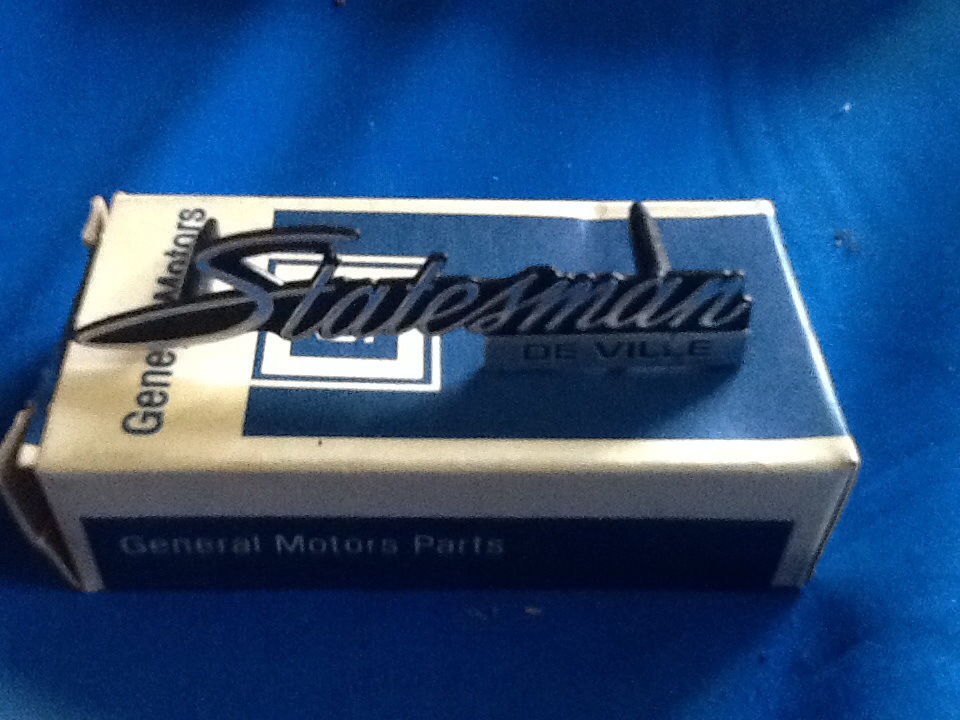 General Motors
Statesman
DE VILLE
General Motors Parts